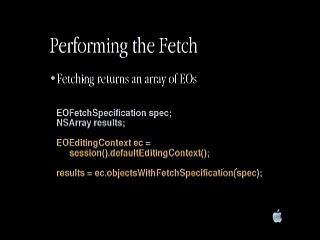 Performing the Fetch
• Fetching returns an array of EOs
EOFetchSpecification spec;
NSArray results;
EOEditingContext ec =
session().defaultEditingContext();
results = ec.objectsWithFetchSpecification(spec);